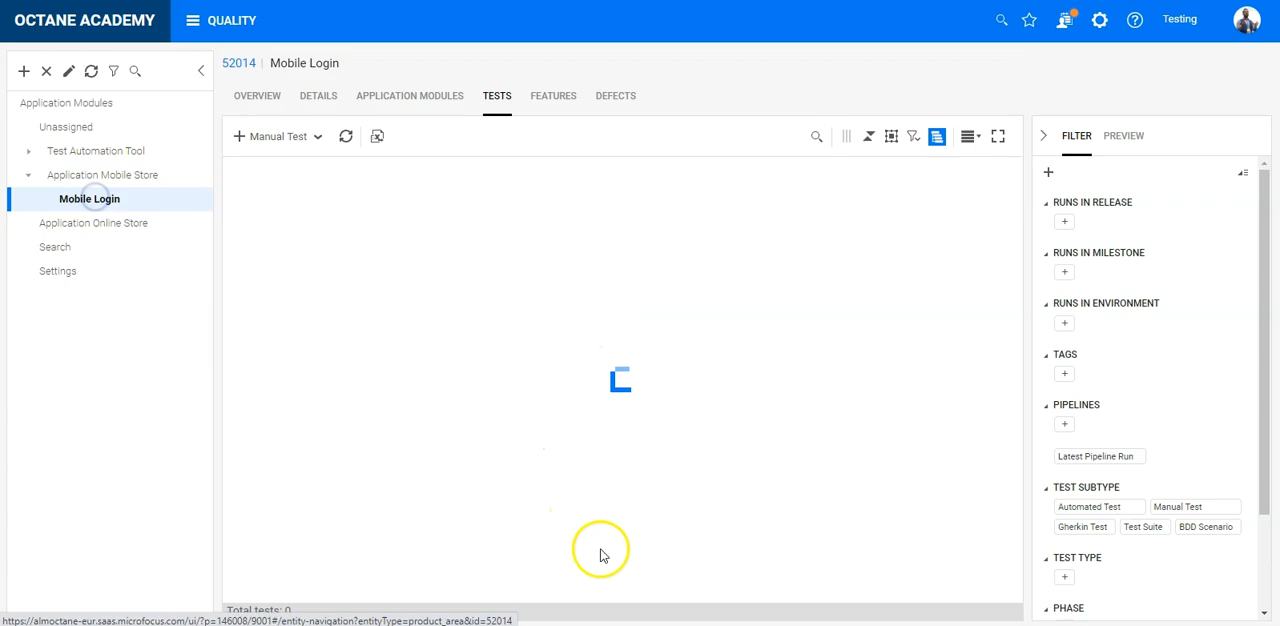 OCTANE ACADEMY
QUALITY
Testing
52014 | Mobile Login
OVERVIEW
DETAILS
APPLICATION MODULES
TESTS
FEATURES
DEFECTS
Application Modules
Unassigned
Test Automation Tool
Application Mobile Store
Mobile Login
Application Online Store
Search
Settings
+ Manual Test
Total tests: 0
FILTER
PREVIEW
RUNS IN RELEASE
+
RUNS IN MILESTONE
+
RUNS IN ENVIRONMENT
+
TAGS
+
PIPELINES
+
Latest Pipeline Run
TEST SUBTYPE
Automated Test
Manual Test
Gherkin Test
Test Suite
BDD Scenario
TEST TYPE
+
PHASE
https://almoctane-eur.saas.microfocus.com/ui/?p=146008/9001#/entity-navigation?entityType=product_area&id=52014